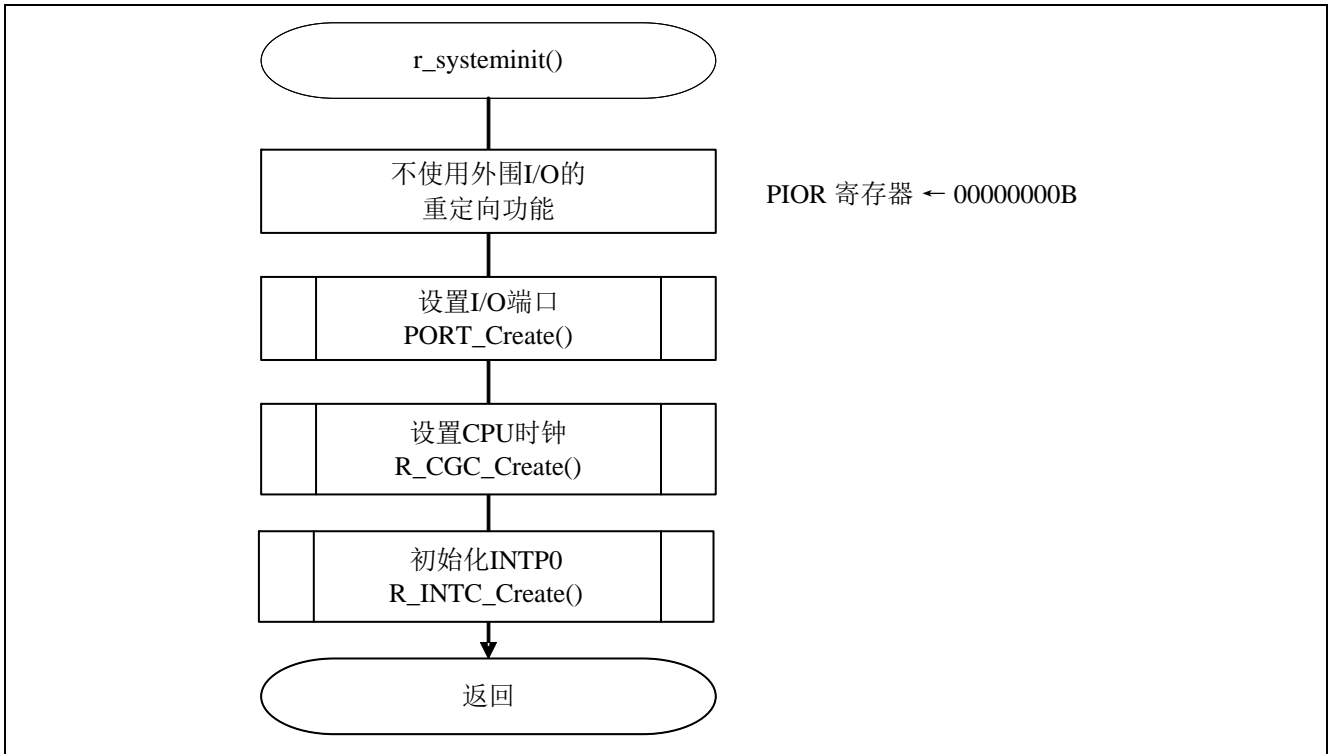 r_systeminit()
不使用外围I/O的
重定向功能
PIOR 寄存器 ← 00000000B
设置I/O端口
PORT_Create()
设置CPU时钟
R_CGC_Create()
初始化INTP0
R_INTC_Create()
返回